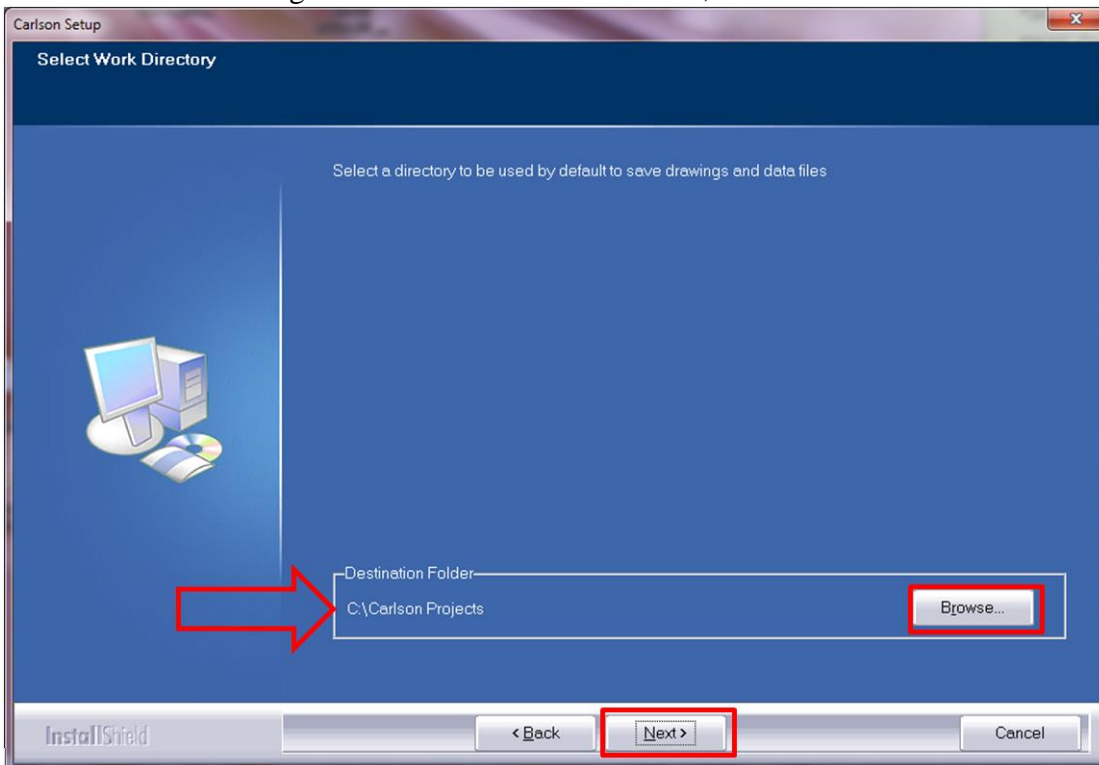 Carlson Setup
Select Work Directory
Select a directory to be used by default to save drawings and data files
Destination Folder
C:\Carlson Projects
Browse...
InstallShield
< Back
Next >
Cancel